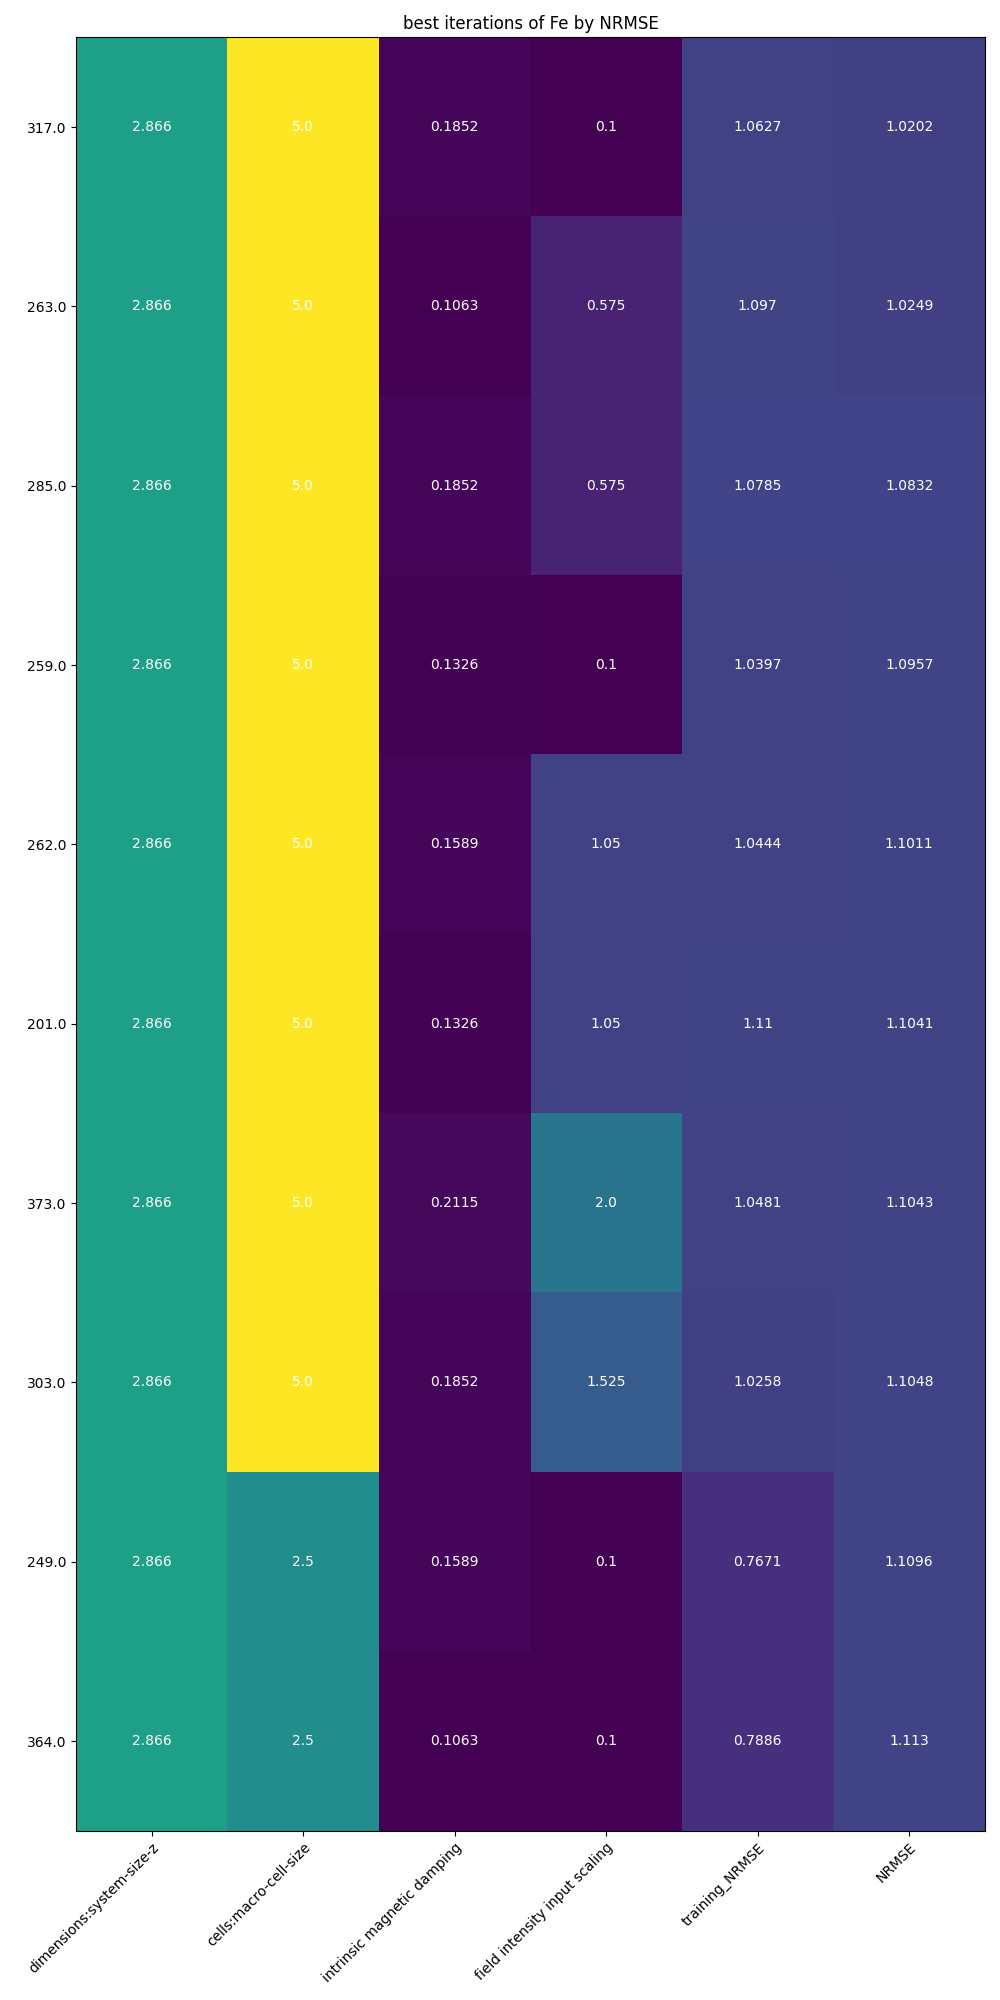 best iterations of Fe by NRMSE
317.0 2.866 5.0 0.1852 0.1 1.0627 1.0202
263.0 2.866 5.0 0.1063 0.575 1.097 1.0249
285.0 2.866 5.0 0.1852 0.575 1.0785 1.0832
259.0 2.866 5.0 0.1326 0.1 1.0397 1.0957
262.0 2.866 5.0 0.1589 1.05 1.0444 1.1011
201.0 2.866 5.0 0.1326 1.05 1.11 1.1041
373.0 2.866 5.0 0.2115 2.0 1.0481 1.1043
303.0 2.866 5.0 0.1852 1.525 1.0258 1.1048
249.0 2.866 2.5 0.1589 0.1 0.7671 1.1096
364.0 2.866 2.5 0.1063 0.1 0.7886 1.113
dimensions:system-size-z
cells:macro-cell-size
intrinsic magnetic damping
field intensity input scaling
training_NRMSE
NRMSE